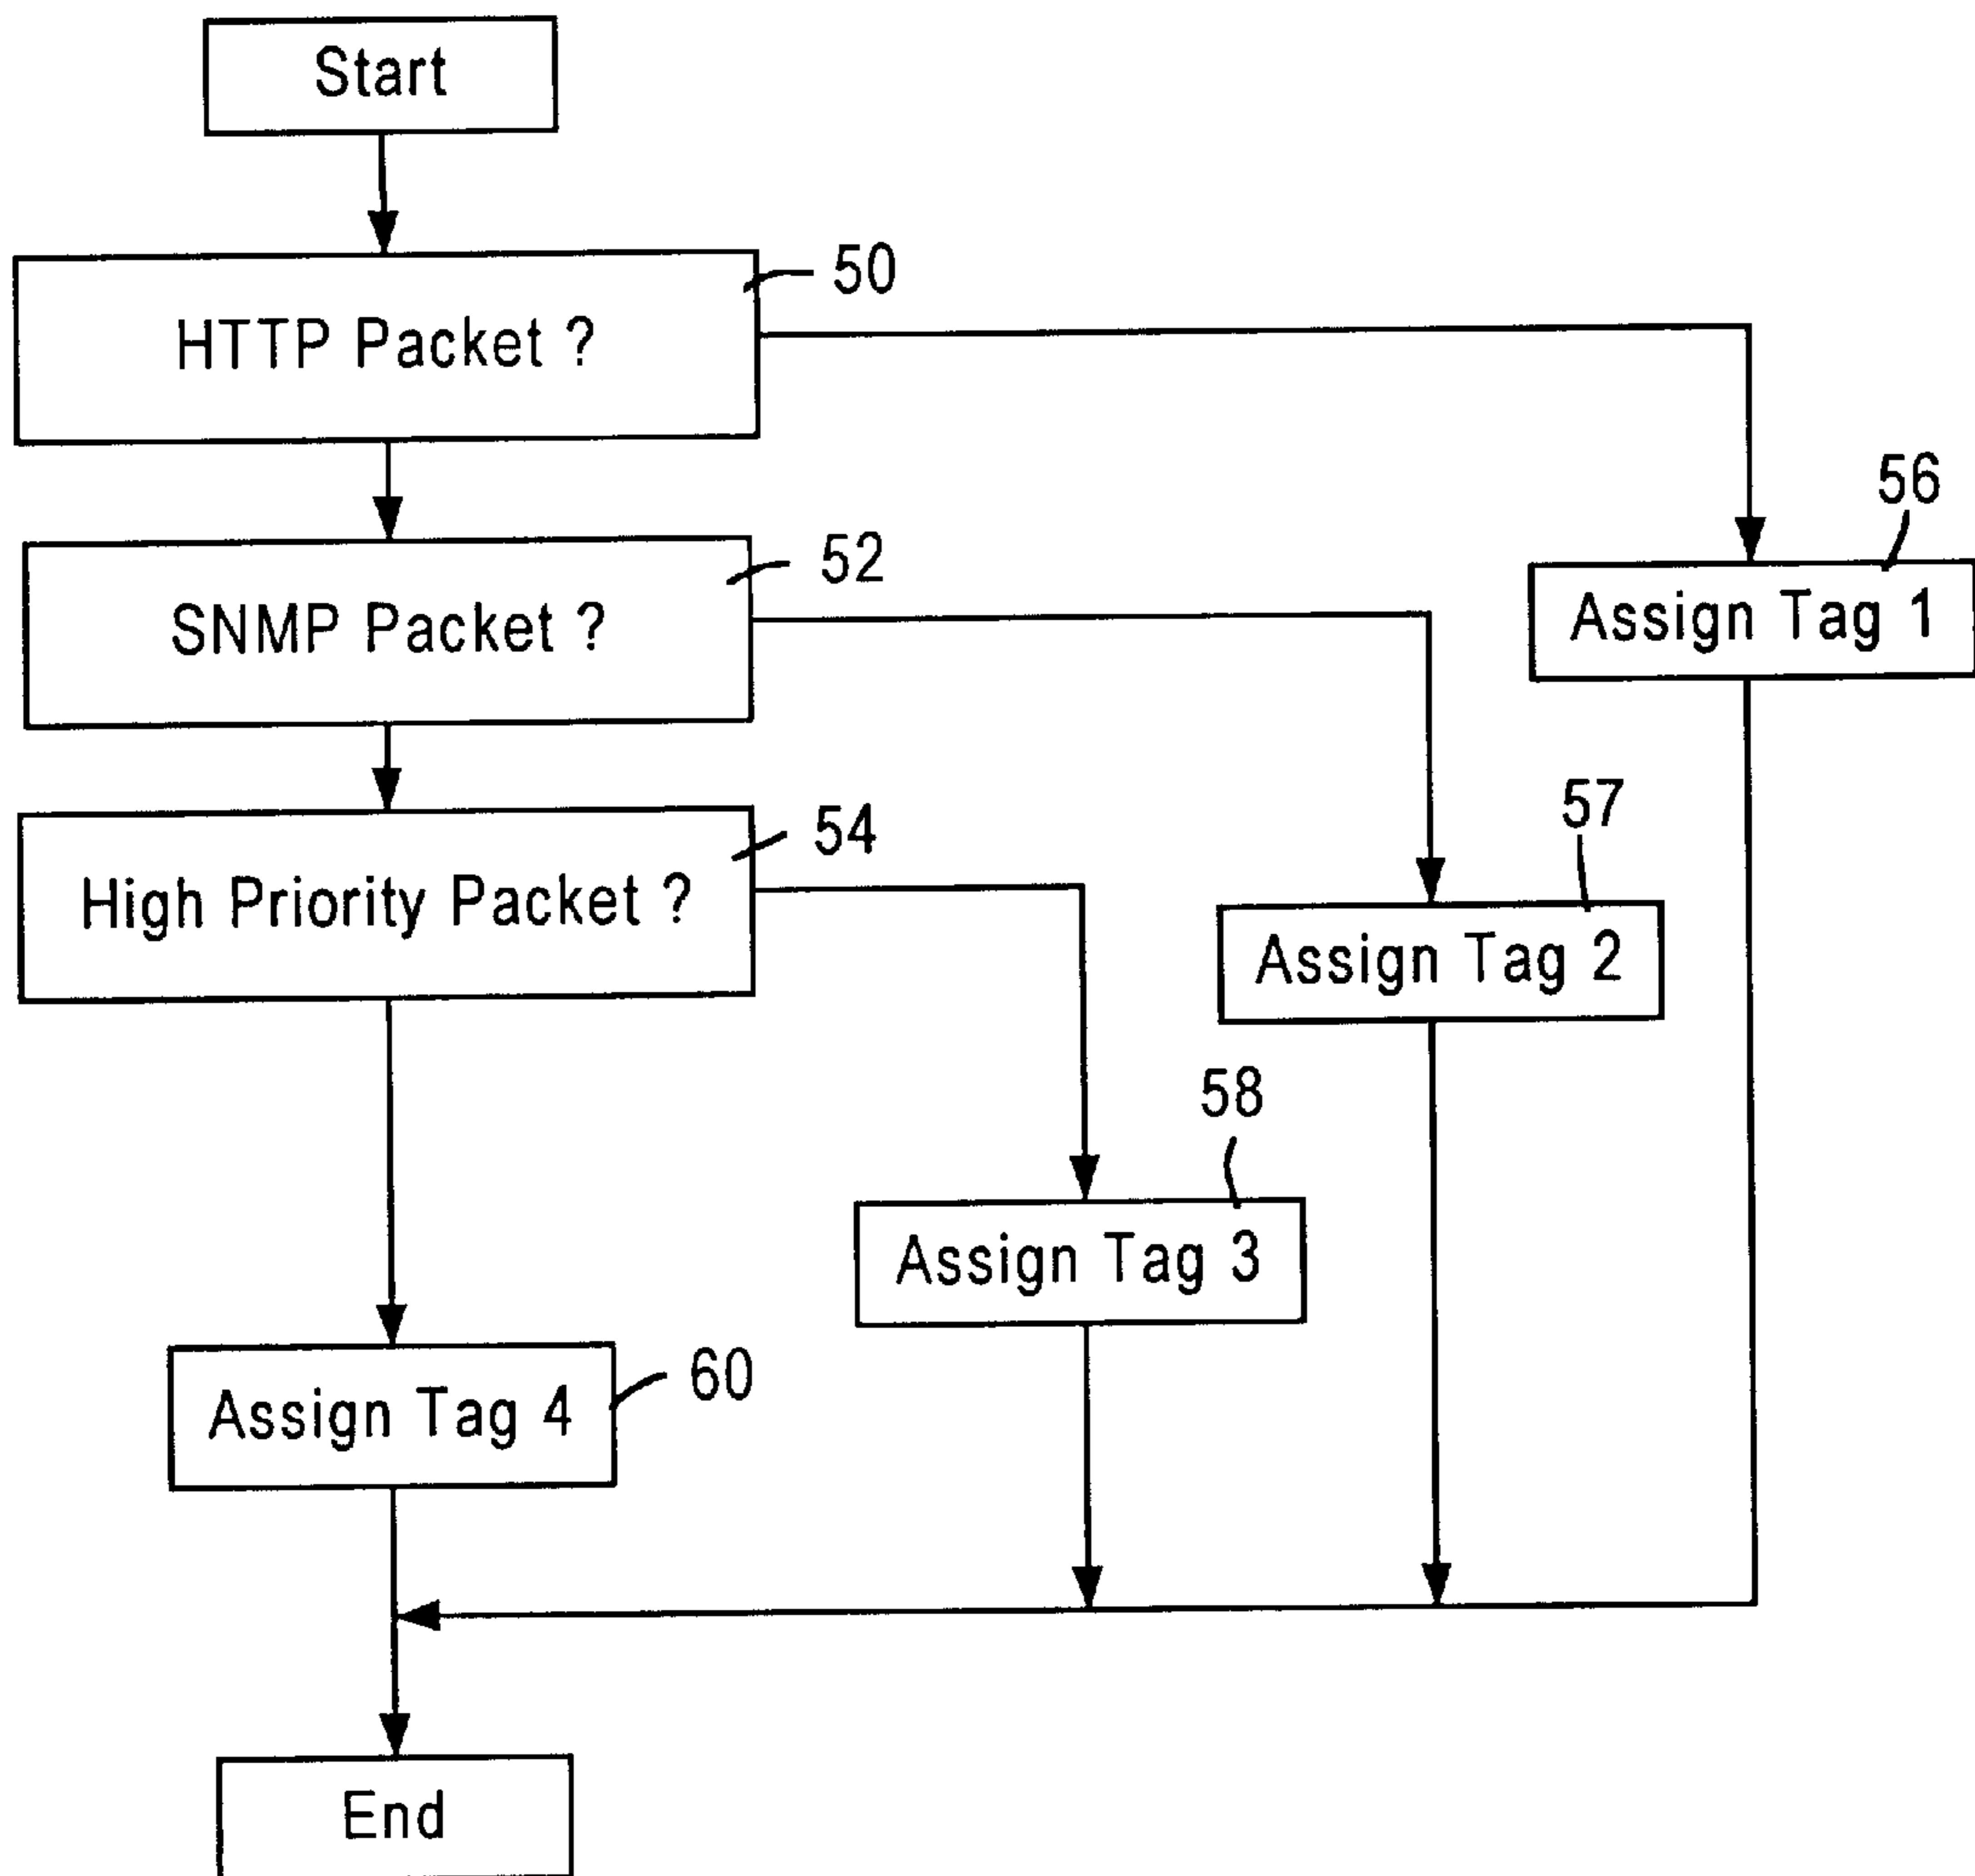 Start
50
HTTP Packet ?
56
52
SNMP Packet ?
Assign Tag 1
57
54
High Priority Packet ?
Assign Tag 2
58
Assign Tag 3
60
Assign Tag 4
End